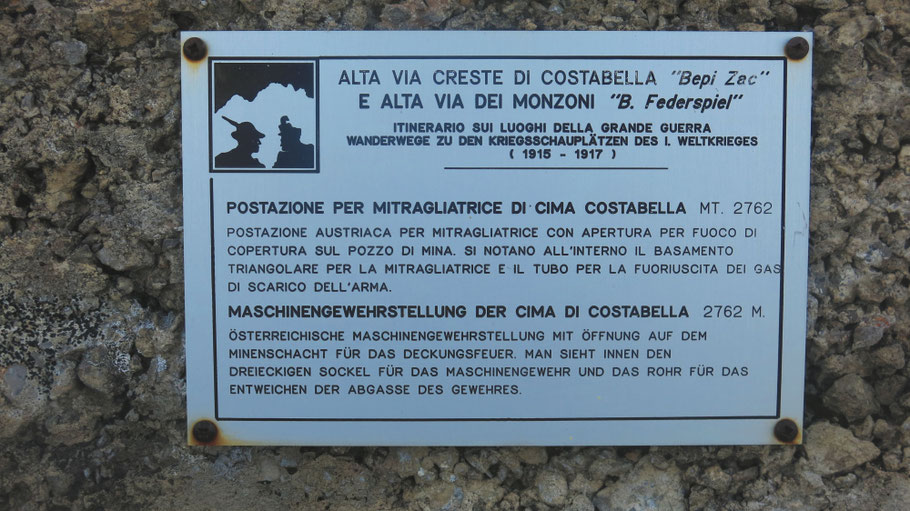 ALTA VIA CRESTE DI COSTABELLA "Bepi Zac"
E ALTA VIA DEI MONZONI "B. Federspiel"
ITINERARIO SUI LUOGHI DELLA GRANDE GUERRA
WANDERWEGE ZU DEN KRIEGSSCHAUPLÄTZEN DES I. WELTKRIEGES
( 1915 - 1917 )
POSTAZIONE PER MITRAGLIATRICE DI CIMA COSTABELLA MT. 2762
POSTAZIONE AUSTRIACA PER MITRAGLIATRICE CON APERTURA PER FUOCO DI
COPERTURA SUL POZZO DI MINA. SI NOTANO ALL'INTERNO IL BASAMENTO
TRIANGOLARE PER LA MITRAGLIATRICE E IL TUBO PER LA FUORIUSCITA DEI GAS
DI SCARICO DELL'ARMA.
MASCHINENGEWEHRSTELLUNG DER CIMA DI COSTABELLA 2762 M.
ÖSTERREICHISCHE MASCHINENGEWEHRSTELLUNG MIT ÖFFNUNG AUF DEM
MINENSCHACHT FÜR DAS DECKUNGSFEUER. MAN SIEHT INNEN DEN
DREIECKIGEN SOCKEL FÜR DAS MASCHINENGEWEHR UND DAS ROHR FÜR DAS
ENTWEICHEN DER ABGASSE DES GEWEHRES.